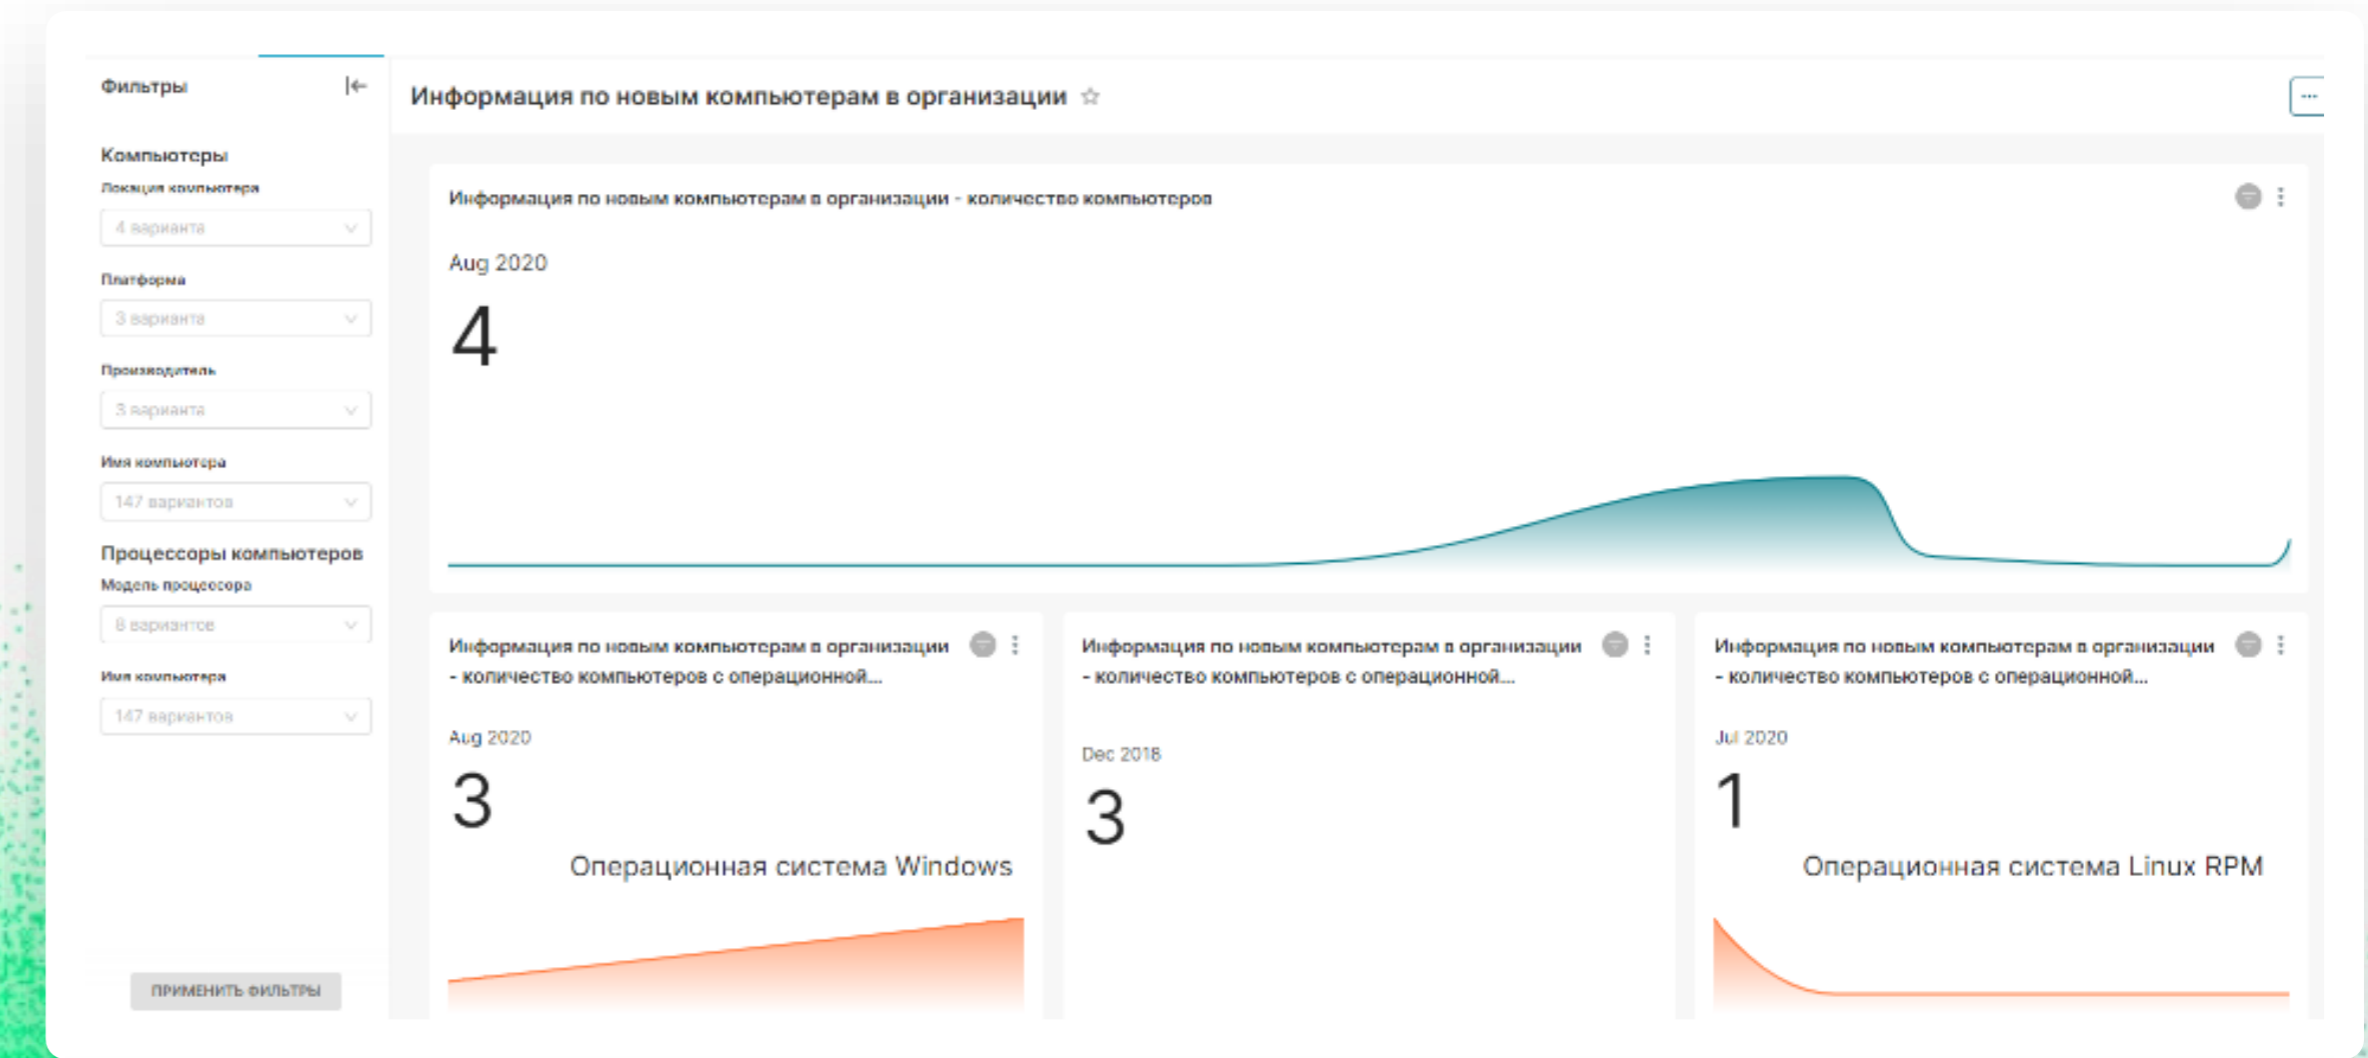 Фильтры
Компьютеры
Локация компьютера
4 варианта
Платформа
3 варианта
Производитель
3 варианта
Имя компьютера
147 вариантов
Процессоры компьютеров
Модель процессора
8 вариантов
Имя компьютера
147 вариантов
ПРИМЕНИТЬ ФИЛЬТРЫ
Информация по новым компьютерам в организации
Информация по новым компьютерам в организации - количество компьютеров
Aug 2020
4
Информация по новым компьютерам в организации
- количество компьютеров с операционной...
Aug 2020
3
Операционная система Windows
Информация по новым компьютерам в организации
- количество компьютеров с операционной...
Dec 2018
3
Информация по новым компьютерам в организации
- количество компьютеров с операционной...
Jul 2020
1
Операционная система Linux RPM